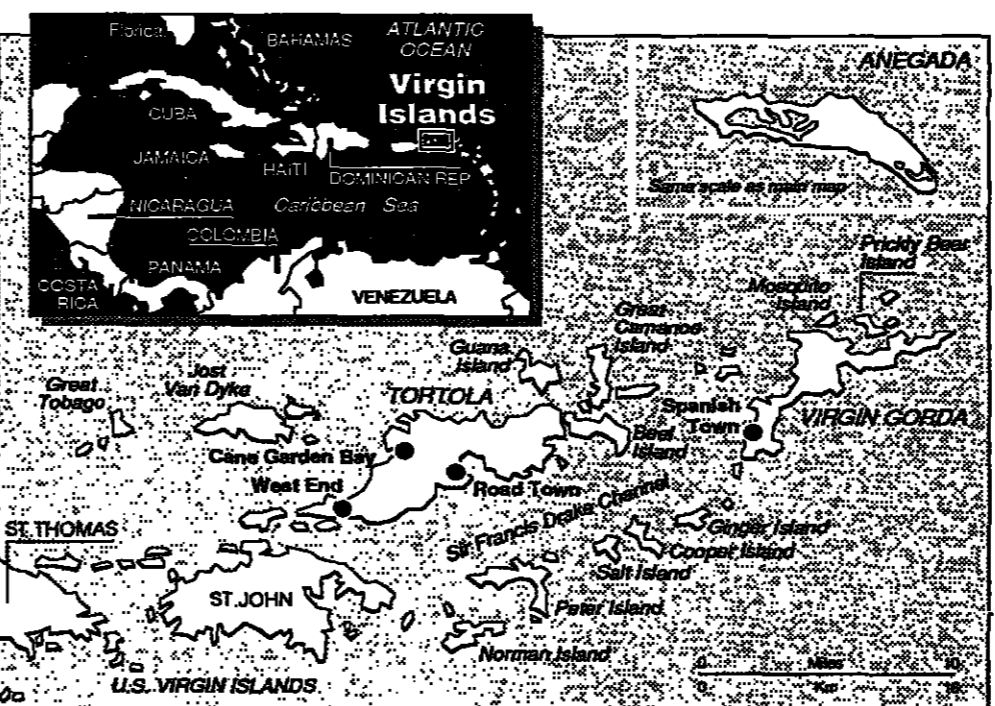 Florida
BAHAMAS
ATLANTIC
OCEAN
Virgin
Islands
CUBA
JAMAICA
HAITI
DOMINICAN REP
NICARAGUA
Caribbean Sea
COLOMBIA
PANAMA
COSTA
RICA
VENEZUELA
ANEGADA
Same scale as main map
Prickly Bear
Island
Mosquito
Island
Great
Camanoe
Island
Guana
Island
Great
Tobago
Jost
Van Dyke
TORTOLA
Spanish
Town
VIRGIN GORDA
Cane Garden Bay
Beef
Island
West End
Road Town
Sir Francis Drake Channel
ST. THOMAS
Ginger Island
Cooper Island
Salt Island
ST.JOHN
Peter Island
Norman Island
U.S. VIRGIN ISLANDS
0 Miles 10
0 Km